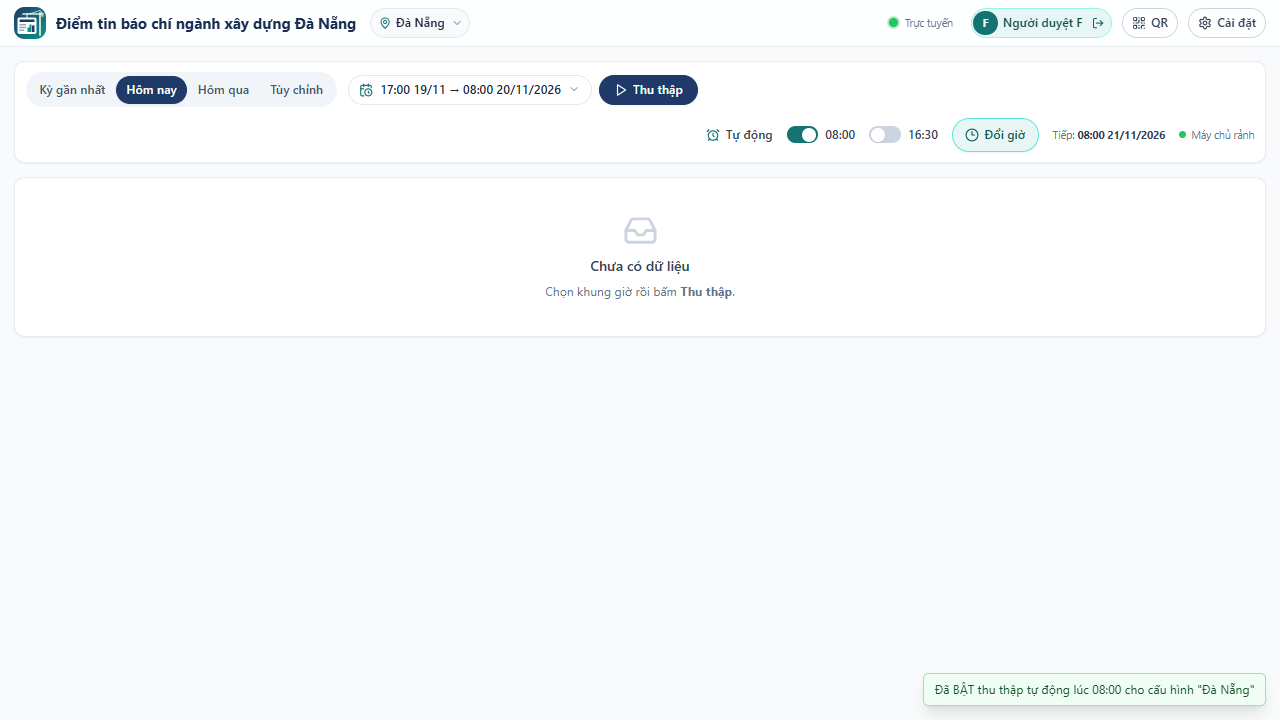 Điểm tin báo chí ngành xây dựng Đà Nẵng
Đà Nẵng
Trực tuyến
F
Người duyệt F
QR
Cài đặt
Kỳ gần nhất
Hôm nay
Hôm qua
Tùy chỉnh
17:00 19/11 → 08:00 20/11/2026
Thu thập
Tự động
08:00
16:30
Đổi giờ
Tiếp: 08:00 21/11/2026
Máy chủ rảnh
Chưa có dữ liệu
Chọn khung giờ rồi bấm Thu thập.
Đã BẬT thu thập tự động lúc 08:00 cho cấu hình "Đà Nẵng"